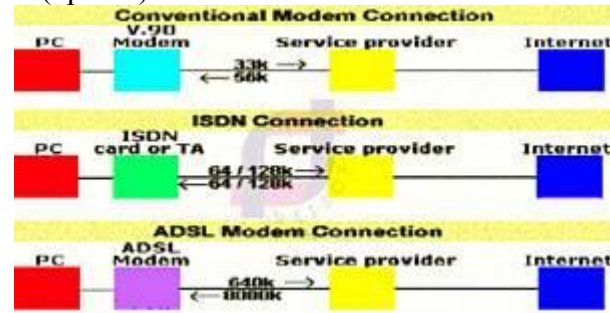 Conventional Modem Connection
PC V.90 Modem Service provider Internet
33k
56k
ISDN Connection
PC ISDN card or TA Service provider Internet
64 / 128k
64 / 128k
ADSL Modem Connection
PC ADSL Modem Service provider Internet
640k
8000k